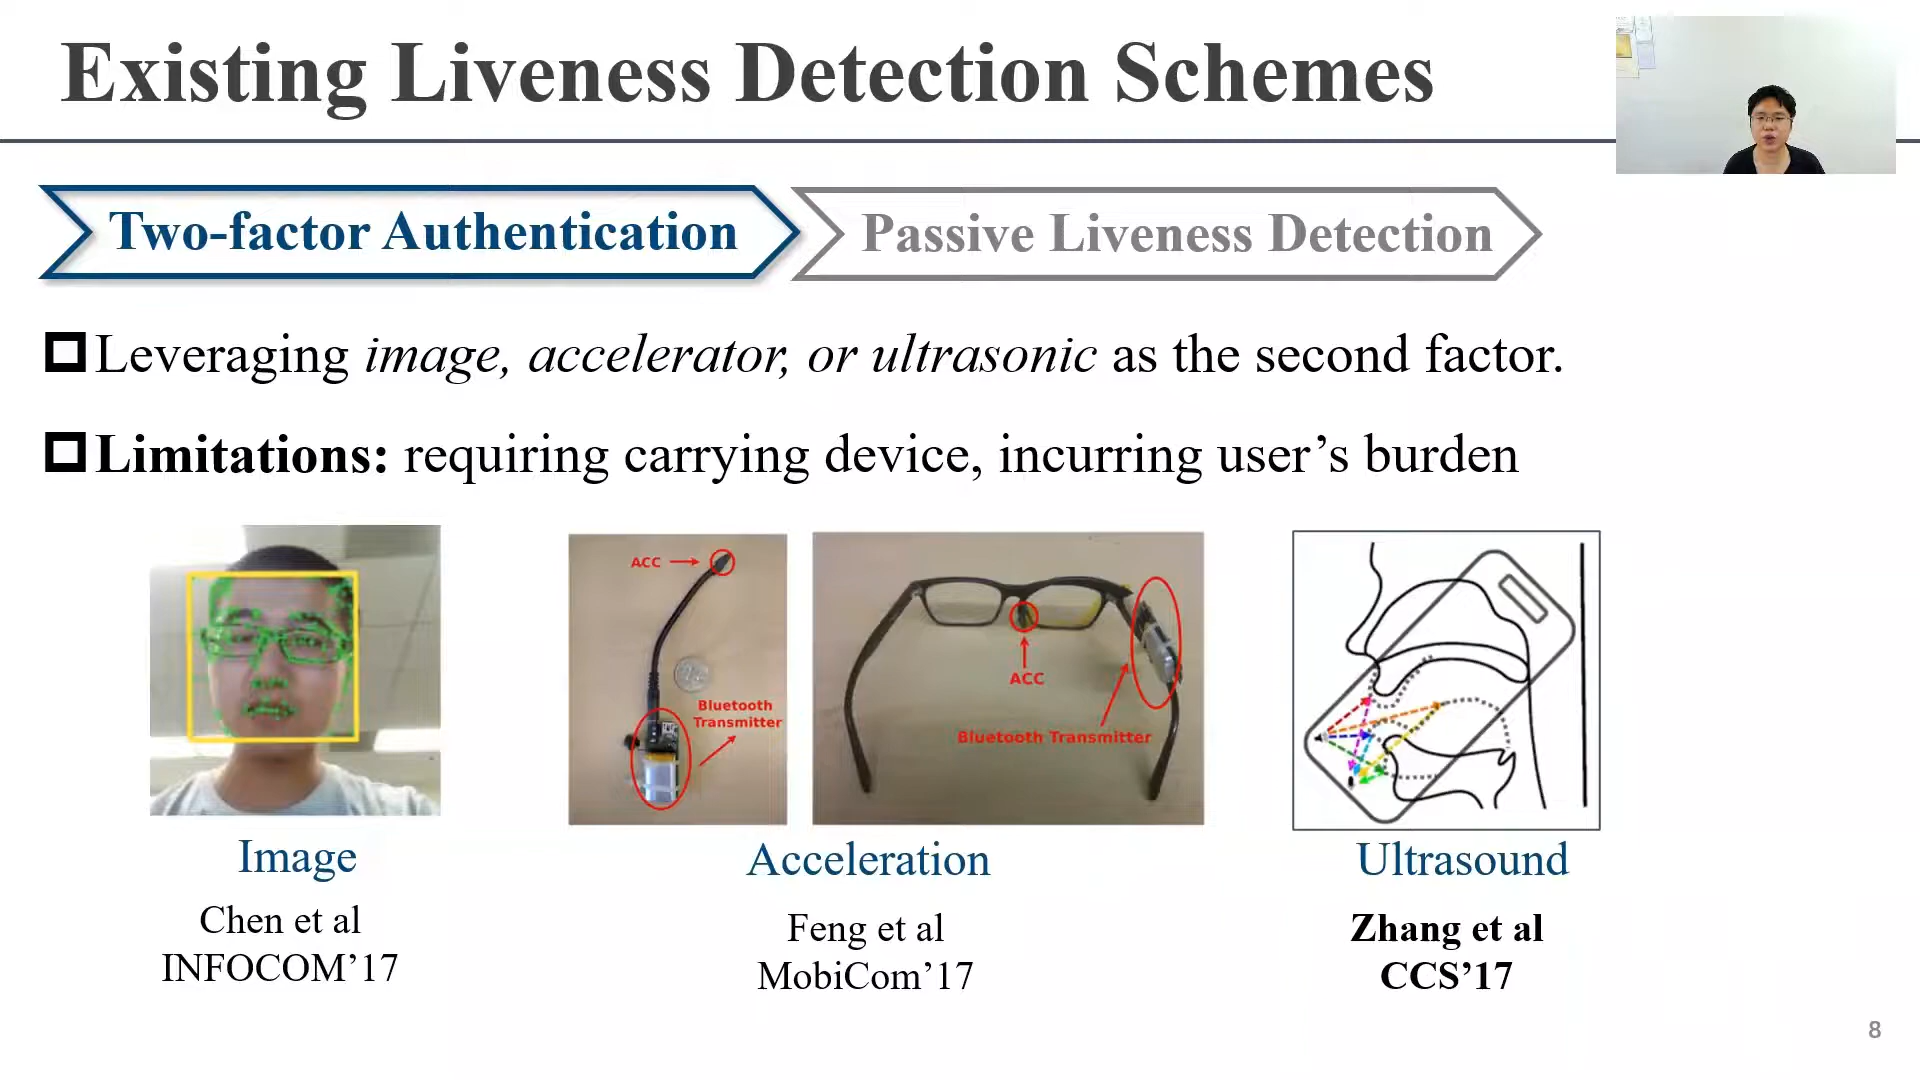 Existing Liveness Detection Schemes
Two-factor Authentication
Passive Liveness Detection
Leveraging image, accelerator, or ultrasonic as the second factor.
Limitations: requiring carrying device, incurring user’s burden
ACC
Bluetooth
Transmitter
ACC
Bluetooth Transmitter
Image
Acceleration
Ultrasound
Chen et al
INFOCOM’17
Feng et al
MobiCom’17
Zhang et al
CCS’17
8